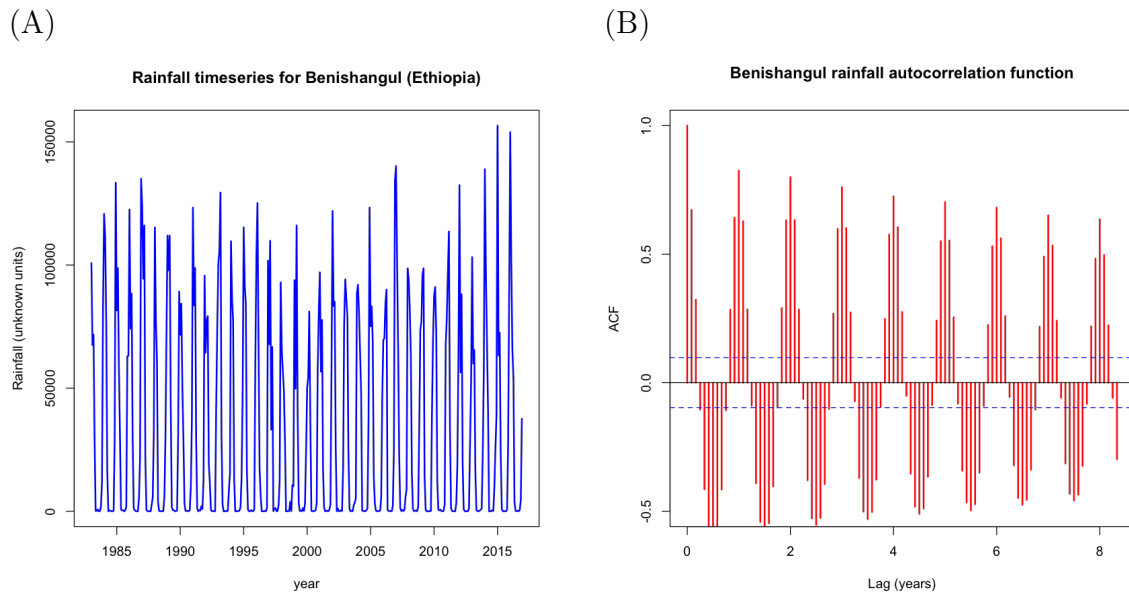 (A)
Rainfall timeseries for Benishangul (Ethiopia)
Rainfall (unknown units)
150000
100000
50000
0
1985 1990 1995 2000 2005 2010 2015
year
(B)
Benishangul rainfall autocorrelation function
ACF
1.0
0.5
0.0
-0.5
0 2 4 6 8
Lag (years)